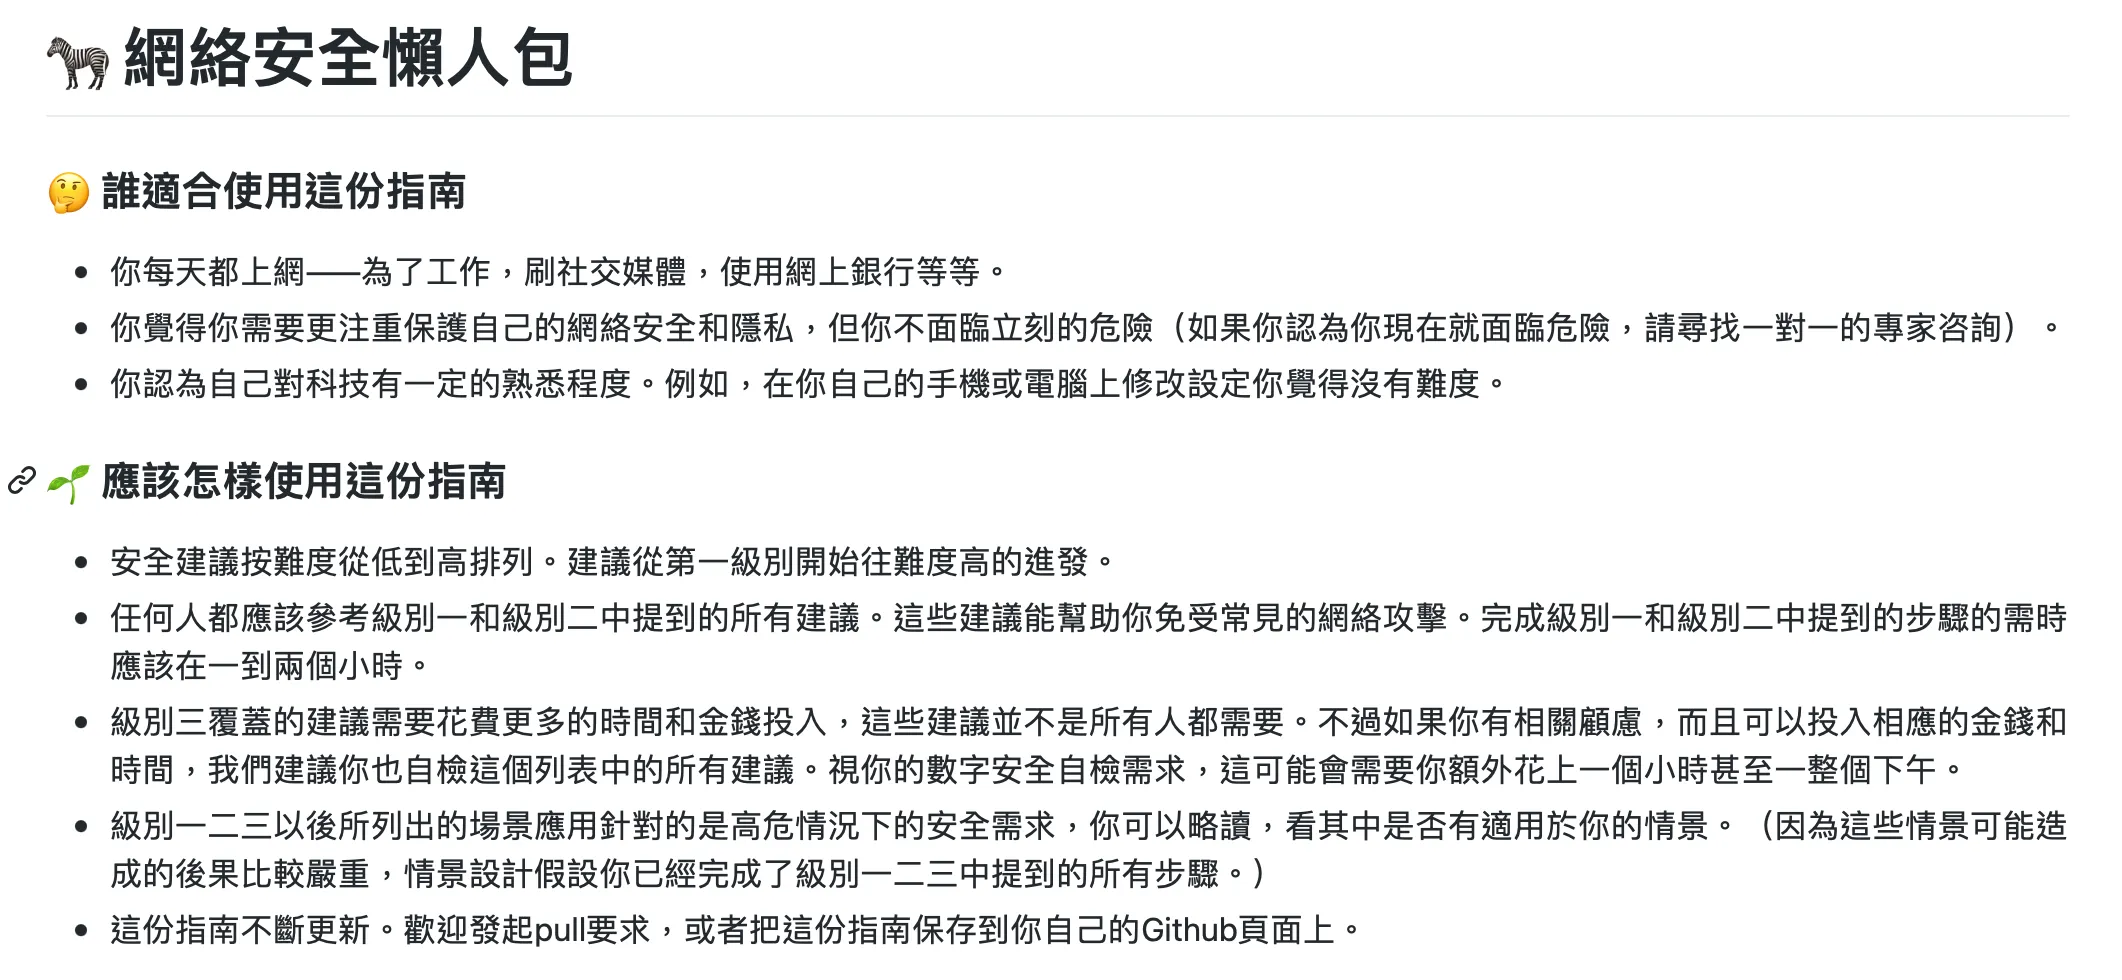 網絡安全懶人包
誰適合使用這份指南
你每天都上網——為了工作，刷社交媒體，使用網上銀行等等。
你覺得你需要更注重保護自己的網絡安全和隱私，但你不面臨立刻的危險（如果你認為你現在就面臨危險，請尋找一對一的專家咨詢）。
你認為自己對科技有一定的熟悉程度。例如，在你自己的手機或電腦上修改設定你覺得沒有難度。
應該怎樣使用這份指南
安全建議按難度從低到高排列。建議從第一級別開始往難度高的進發。
任何人都應該參考級別一和級別二中提到的所有建議。這些建議能幫助你免受常見的網絡攻擊。完成級別一和級別二中提到的步驟的需時
應該在一到兩個小時。
級別三覆蓋的建議需要花費更多的時間和金錢投入，這些建議並不是所有人都需要。不過如果你有相關顧慮，而且可以投入相應的金錢和
時間，我們建議你也自檢這個列表中的所有建議。視你的數字安全自檢需求，這可能會需要你額外花上一個小時甚至一整個下午。
級別一二三以後所列出的場景應用針對的是高危情況下的安全需求，你可以略讀，看其中是否有適用於你的情景。（因為這些情景可能造
成的後果比較嚴重，情景設計假設你已經完成了級別一二三中提到的所有步驟。）
這份指南不斷更新。歡迎發起pull要求，或者把這份指南保存到你自己的Github頁面上。